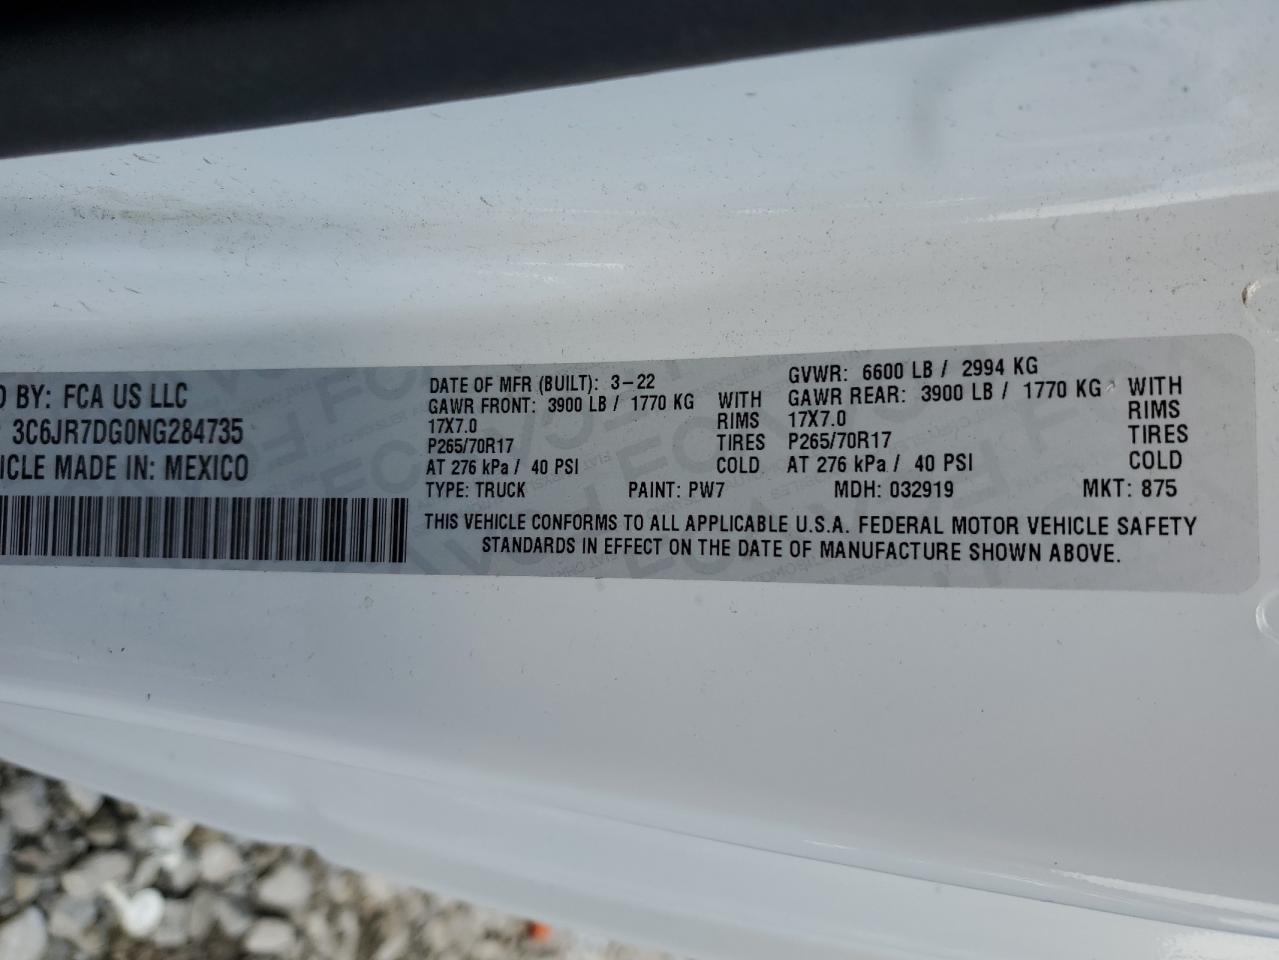 D BY: FCA US LLC
3C6JR7DG0NG284735
ICLE MADE IN: MEXICO
DATE OF MFR (BUILT): 3-22 GVWR: 6600 LB / 2994 KG
GAWR FRONT: 3900 LB / 1770 KG WITH GAWR REAR: 3900 LB / 1770 KG WITH
17X7.0 RIMS 17X7.0 RIMS
P265/70R17 TIRES P265/70R17 TIRES
AT 276 kPa / 40 PSI COLD AT 276 kPa / 40 PSI COLD
TYPE: TRUCK PAINT: PW7 MDH: 032919 MKT: 875
THIS VEHICLE CONFORMS TO ALL APPLICABLE U.S.A. FEDERAL MOTOR VEHICLE SAFETY
STANDARDS IN EFFECT ON THE DATE OF MANUFACTURE SHOWN ABOVE.